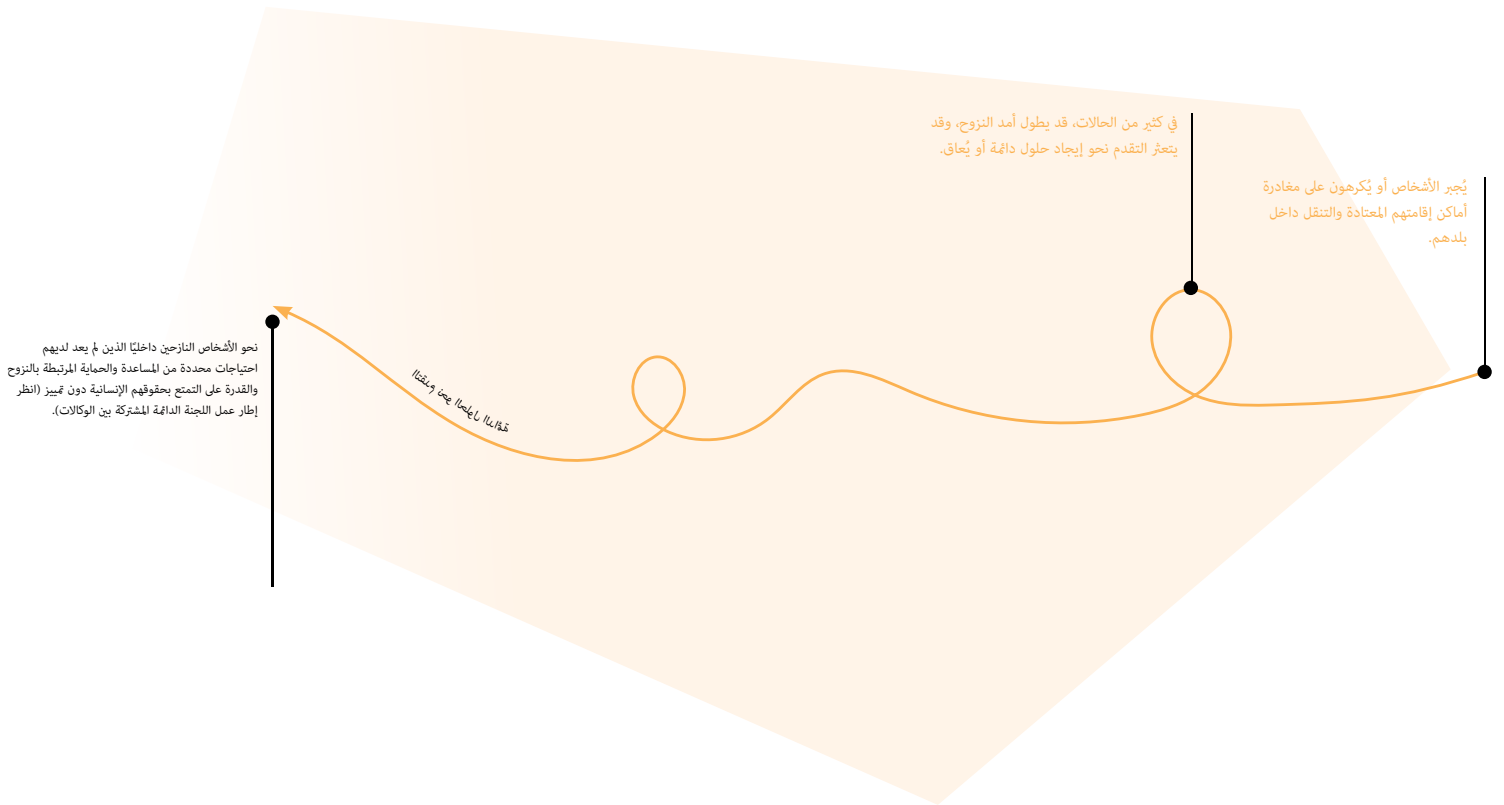 يُجبر الأشخاص أو يُكرهون على مغادرة
أماكن إقامتهم المعتادة والتنقل داخل
بلدهم.
في كثير من الحالات، قد يطول أمد النزوح، وقد
يتعثر التقدم نحو إيجاد حلول دائمة أو يُعاق.
التقدم نحو الحلول الدائمة
نحو الأشخاص النازحين داخليًا الذين لم يعد لديهم
احتياجات محددة من المساعدة والحماية المرتبطة بالنزوح
والقدرة على التمتع بحقوقهم الإنسانية دون تمييز (انظر
إطار عمل اللجنة الدائمة المشتركة بين الوكالات).